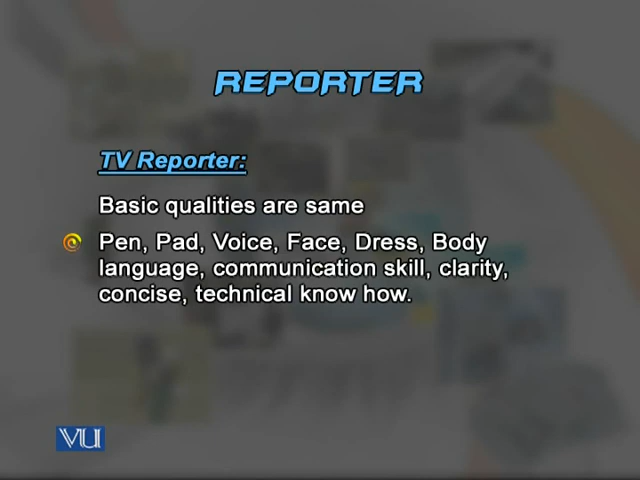 REPORTER
TV Reporter:
Basic qualities are same
Pen, Pad, Voice, Face, Dress, Body
language, communication skill, clarity,
concise, technical know how.
VU